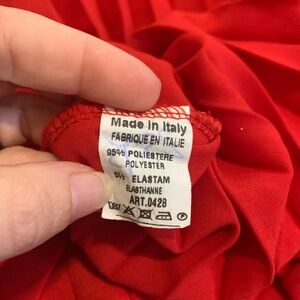 Made in Italy
FABRIQUE EN ITALIE
95% POLIESTERE
POLYESTER
5% ELASTAM
ELASTHANNE
ART.0428